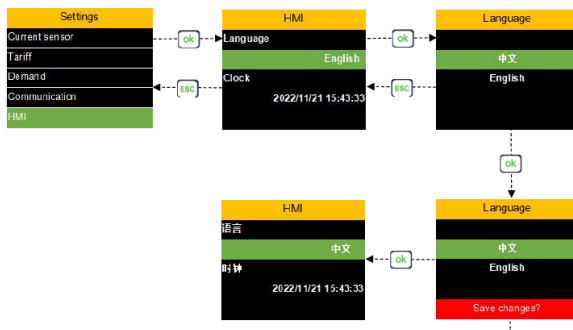 Settings
Current sensor
Tariff
Demand
Communication
HMI
ok
ESC
HMI
Language
English
Clock
2022/11/21 15:43:33
ok
ESC
Language
中文
English
ok
HMI
语言
中文
时钟
2022/11/21 15:43:33
ok
Language
中文
English
Save changes?